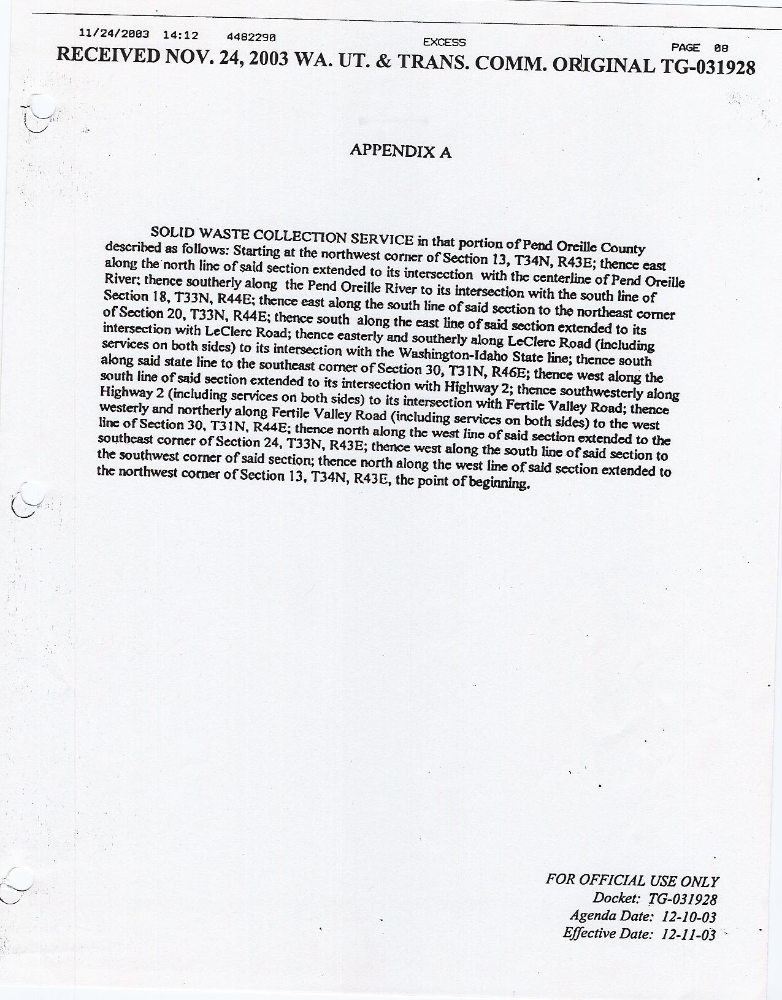 11/24/2003 14:12 4482290 EXCESS PAGE 08
RECEIVED NOV. 24, 2003 WA. UT. & TRANS. COMM. ORIGINAL TG-031928
APPENDIX A
SOLID WASTE COLLECTION SERVICE in that portion of Pend Oreille County
described as follows: Starting at the northwest corner of Section 13, T34N, R43E; thence east
along the north line of said section extended to its intersection with the centerline of Pend Oreille
River; thence southerly along the Pend Oreille River to its intersection with the south line of
Section 18, T33N, R44E; thence east along the south line of said section to the northeast corner
of Section 20, T33N, R44E; thence south along the east line of said section extended to its
intersection with LeClerc Road; thence easterly and southerly along LeClerc Road (including
services on both sides) to its intersection with the Washington-Idaho State line; thence south
along said state line to the southeast corner of Section 30, T31N, R46E; thence west along the
south line of said section extended to its intersection with Highway 2; thence southwesterly along
Highway 2 (including services on both sides) to its intersection with Fertile Valley Road; thence
westerly and northerly along Fertile Valley Road (including services on both sides) to the west
line of Section 30, T31N, R44E; thence north along the west line of said section extended to the
southeast corner of Section 24, T33N, R43E; thence west along the south line of said section to
the southwest corner of said section; thence north along the west line of said section extended to
the northwest corner of Section 13, T34N, R43E, the point of beginning.
FOR OFFICIAL USE ONLY
Docket: TG-031928
Agenda Date: 12-10-03
Effective Date: 12-11-03